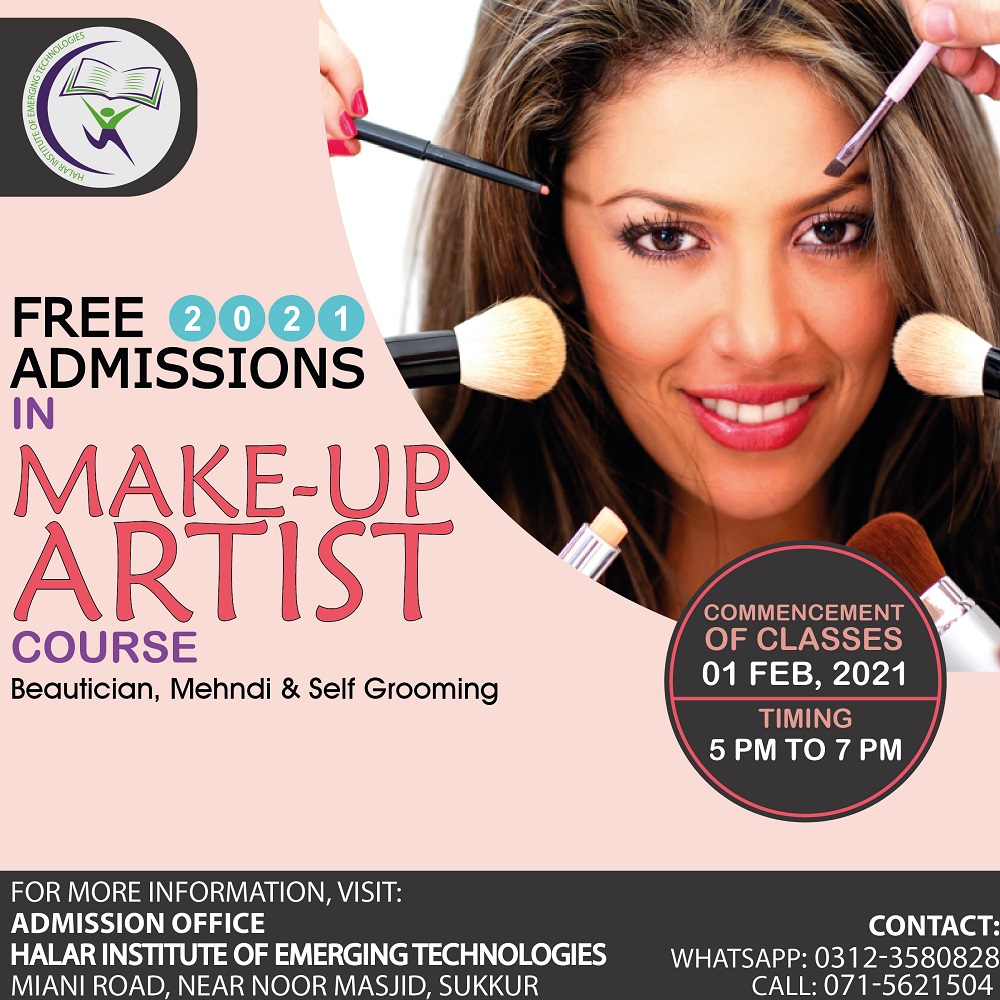 HALAR INSTITUTE OF EMERGING TECHNOLOGIES
FREE 2021
ADMISSIONS
IN
MAKE-UP
ARTIST
COURSE
Beautician, Mehndi & Self Grooming
COMMENCEMENT
OF CLASSES
01 FEB, 2021
TIMING
5 PM TO 7 PM
FOR MORE INFORMATION, VISIT:
ADMISSION OFFICE
HALAR INSTITUTE OF EMERGING TECHNOLOGIES
MIANI ROAD, NEAR NOOR MASJID, SUKKUR
CONTACT:
WHATSAPP: 0312-3580828
CALL: 071-5621504